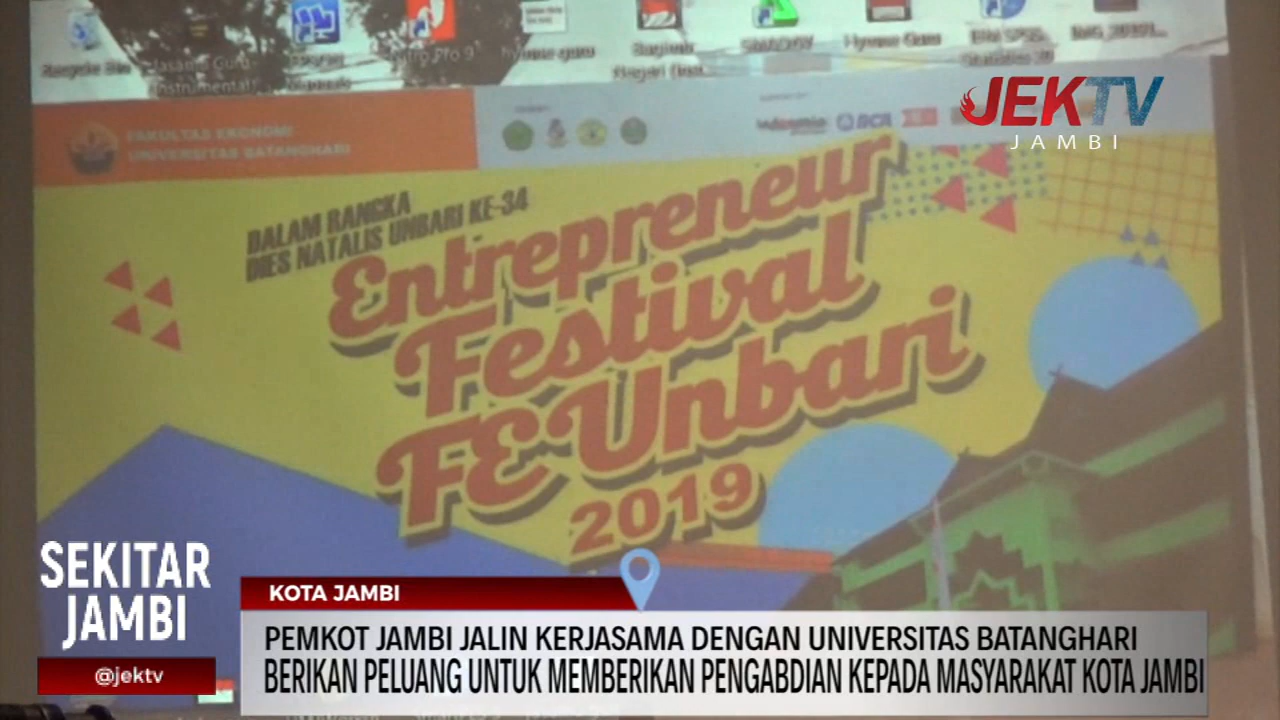 JEKTV
JAMBI
FAKULTAS EKONOMI
UNIVERSITAS BATANGHARI
BCA
DALAM RANGKA
DIES NATALIS UNBARI KE-34
Entrepreneur
Festival
FE Unbari
2019
SEKITAR
JAMBI
@jektv
KOTA JAMBI
PEMKOT JAMBI JALIN KERJASAMA DENGAN UNIVERSITAS BATANGHARI
BERIKAN PELUANG UNTUK MEMBERIKAN PENGABDIAN KEPADA MASYARAKAT KOTA JAMBI